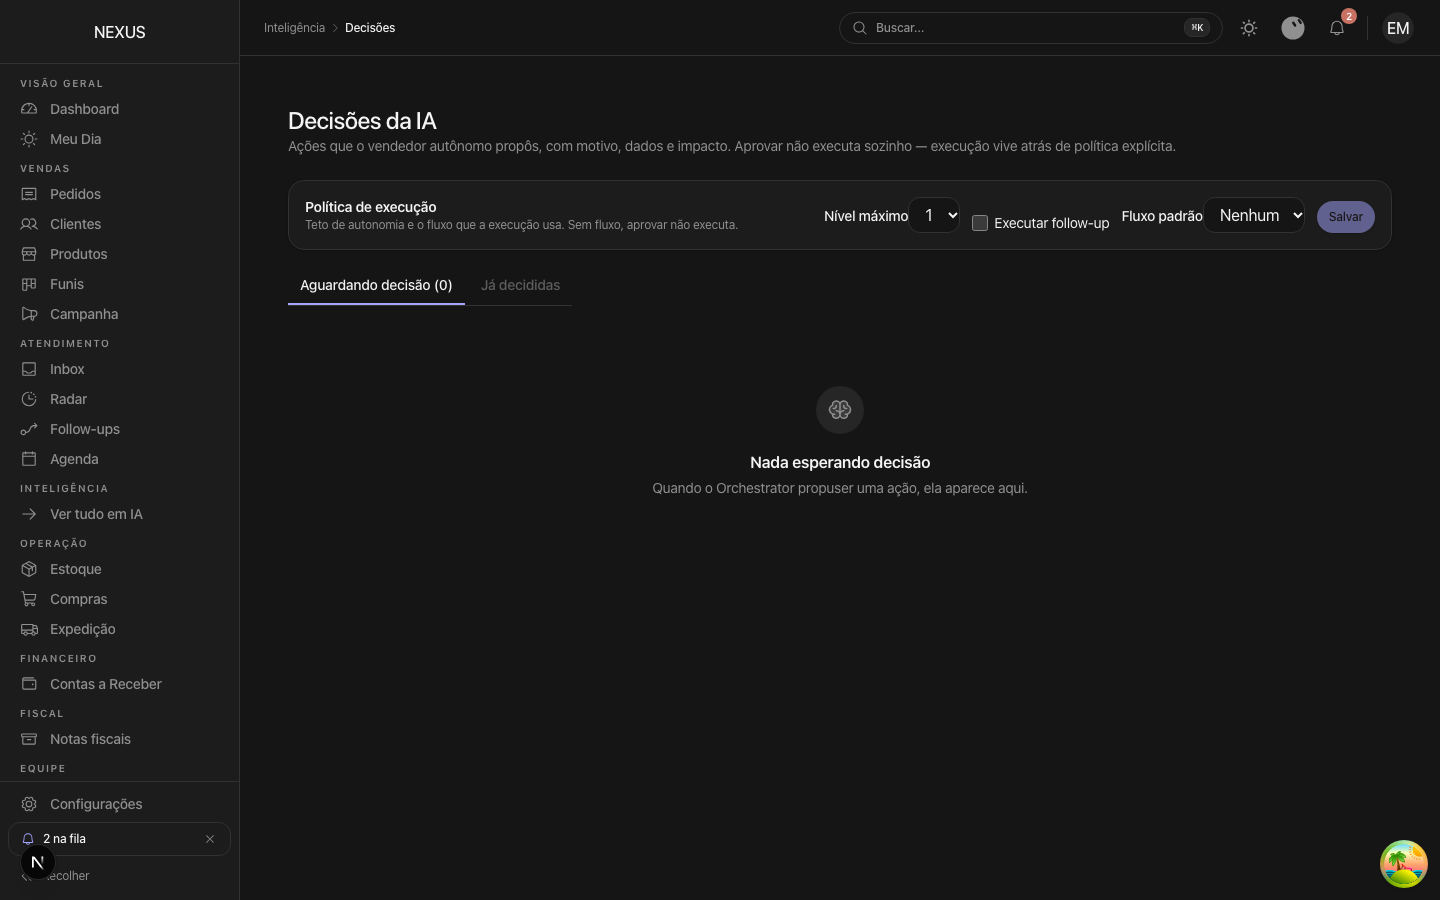 NEXUS
Inteligência
Decisões
Buscar...
⌘K
2
EM
VISÃO GERAL
Dashboard
Meu Dia
VENDAS
Pedidos
Clientes
Produtos
Funis
Campanha
ATENDIMENTO
Inbox
Radar
Follow-ups
Agenda
INTELIGÊNCIA
Ver tudo em IA
OPERAÇÃO
Estoque
Compras
Expedição
FINANCEIRO
Contas a Receber
FISCAL
Notas fiscais
EQUIPE
Configurações
2 na fila
N
ecolher
Decisões da IA
Ações que o vendedor autônomo propôs, com motivo, dados e impacto. Aprovar não executa sozinho — execução vive atrás de política explícita.
Política de execução
Teto de autonomia e o fluxo que a execução usa. Sem fluxo, aprovar não executa.
Nível máximo
1
Executar follow-up
Fluxo padrão
Nenhum
Salvar
Aguardando decisão (0)
Já decididas
Nada esperando decisão
Quando o Orchestrator propuser uma ação, ela aparece aqui.